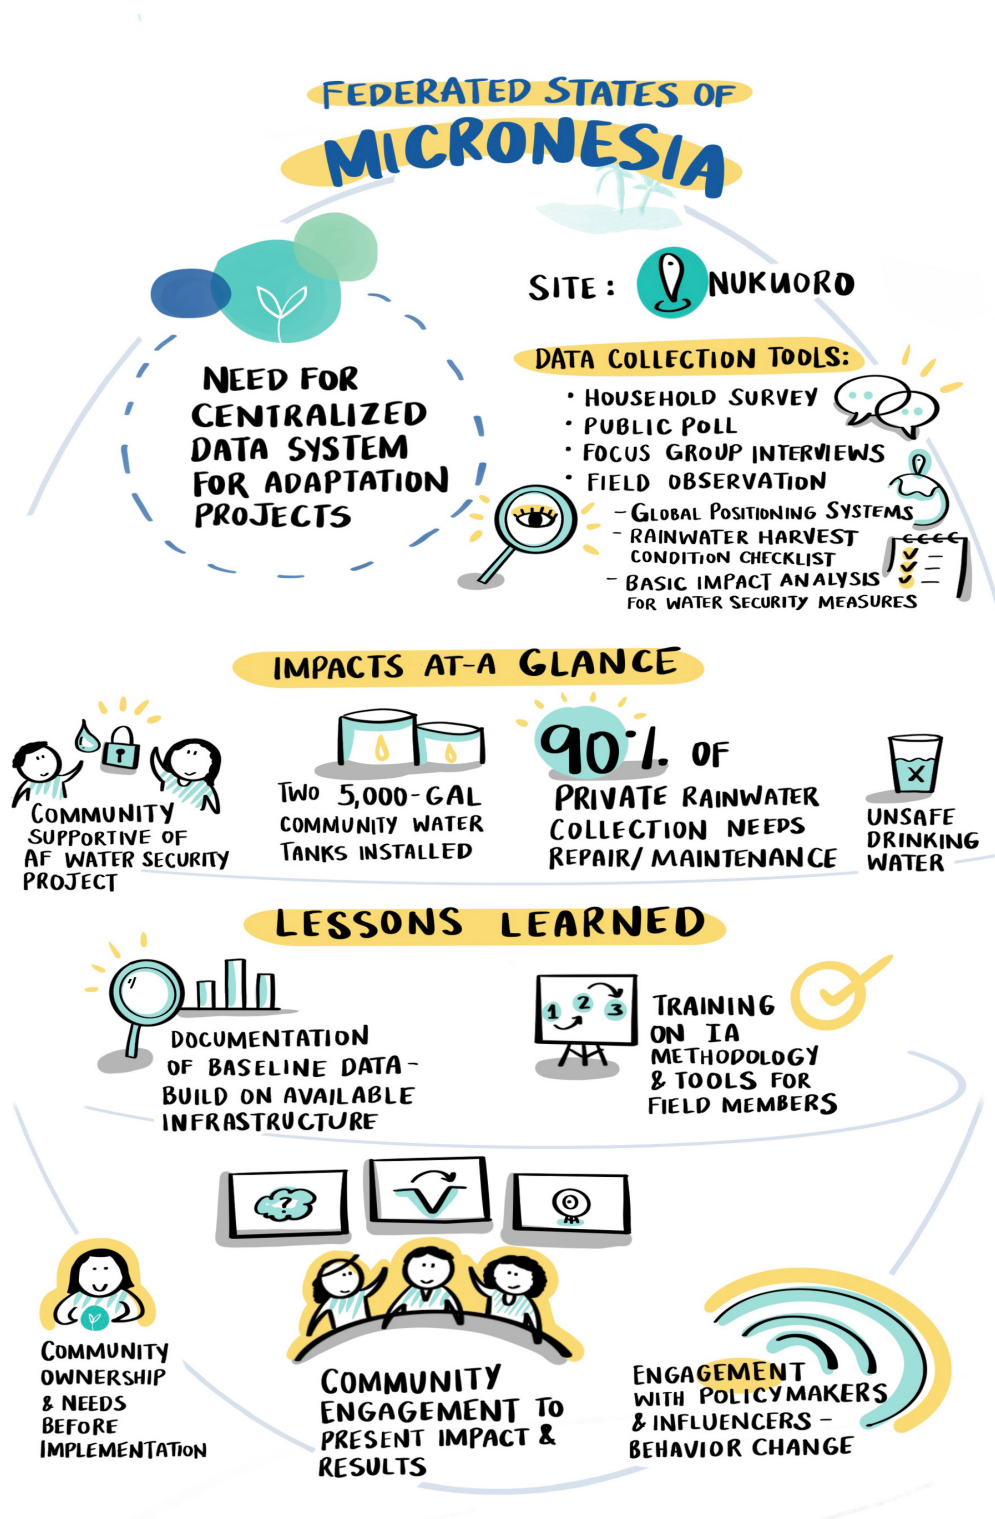 FEDERATED STATES OF
MICRONESIA
NEED FOR
CENTRALIZED
DATA SYSTEM
FOR ADAPTATION
PROJECTS
SITE: NUKUORO
DATA COLLECTION TOOLS:
• HOUSEHOLD SURVEY
• PUBLIC POLL
• FOCUS GROUP INTERVIEWS
• FIELD OBSERVATION
- GLOBAL POSITIONING SYSTEMS
- RAINWATER HARVEST
CONDITION CHECKLIST
- BASIC IMPACT ANALYSIS
FOR WATER SECURITY MEASURES
IMPACTS AT-A GLANCE
COMMUNITY
SUPPORTIVE OF
AF WATER SECURITY
PROJECT
TWO 5,000-GAL
COMMUNITY WATER
TANKS INSTALLED
90% OF
PRIVATE RAINWATER
COLLECTION NEEDS
REPAIR/MAINTENANCE
UNSAFE
DRINKING
WATER
LESSONS LEARNED
DOCUMENTATION
OF BASELINE DATA -
BUILD ON AVAILABLE
INFRASTRUCTURE
1 2 3
TRAINING
ON IA
METHODOLOGY
& TOOLS FOR
FIELD MEMBERS
?
COMMUNITY
OWNERSHIP
& NEEDS
BEFORE
IMPLEMENTATION
COMMUNITY
ENGAGEMENT TO
PRESENT IMPACT &
RESULTS
ENGAGEMENT
WITH POLICYMAKERS
& INFLUENCERS -
BEHAVIOR CHANGE